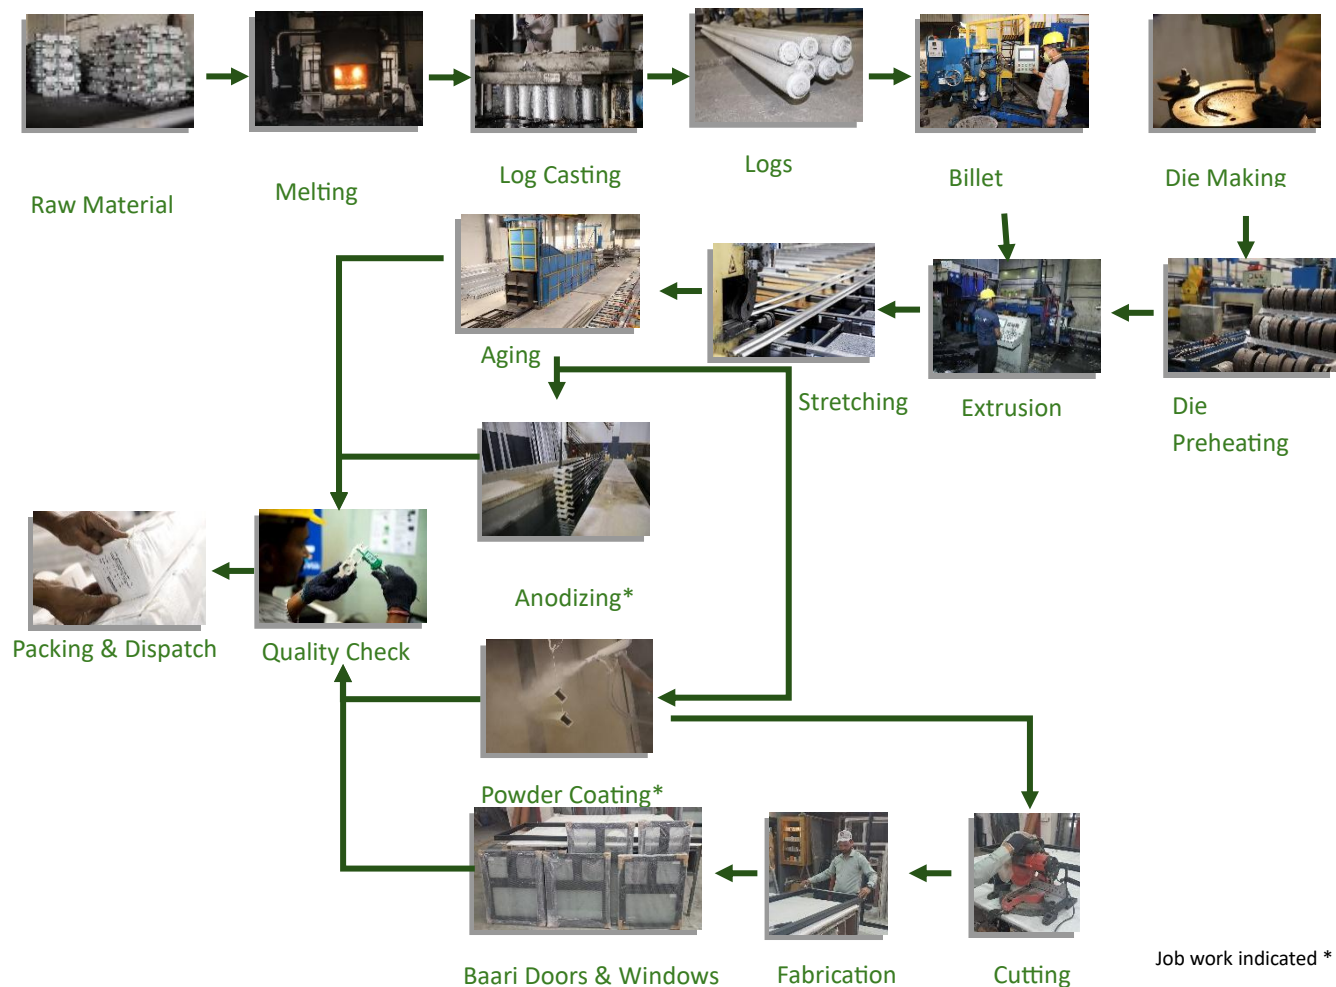 Raw Material
Melting
Log Casting
Logs
Billet
Die Making
Aging
Stretching
Extrusion
Die
Preheating
Anodizing*
Packing & Dispatch
Quality Check
Powder Coating*
Baari Doors & Windows
Fabrication
Cutting
Job work indicated *